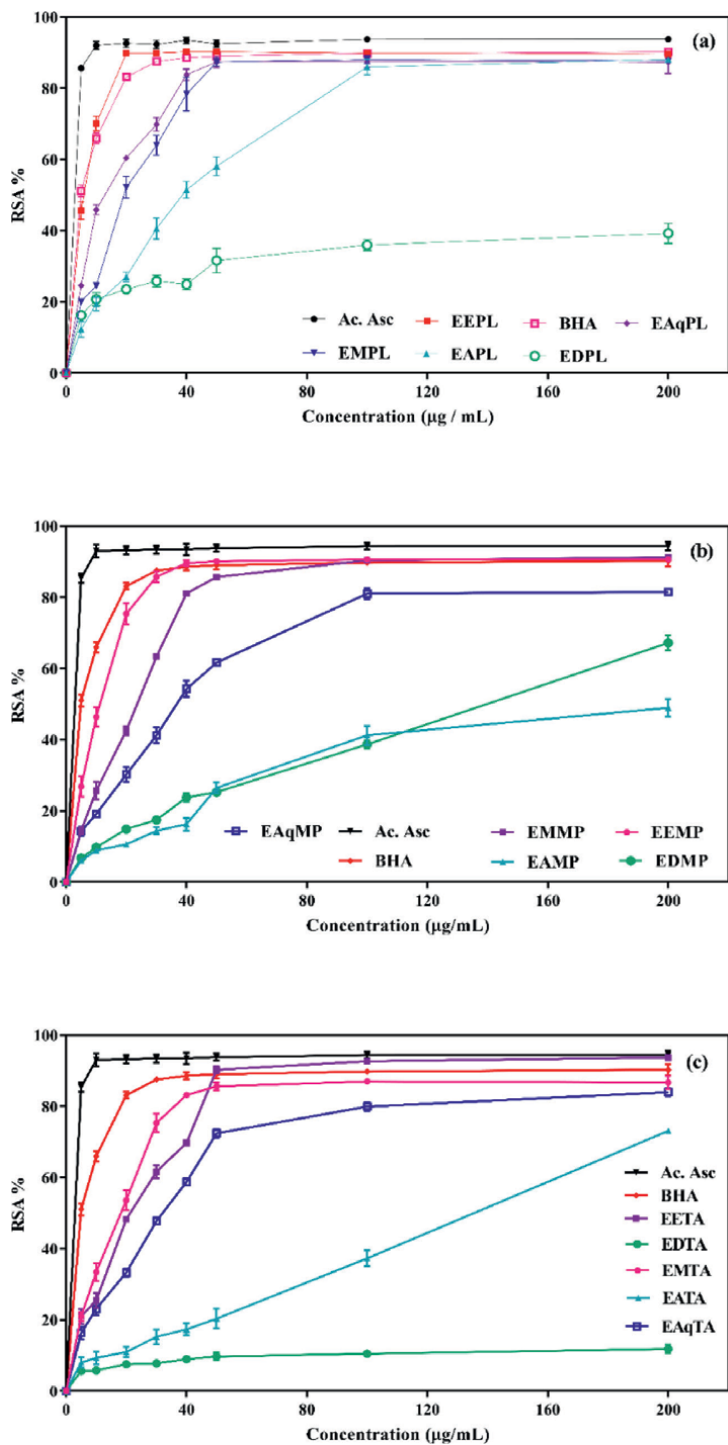 (a)
100
80
60
40
20
0
RSA %
Ac. Asc EEPL BHA EAqPL
EMPL EAPL EDPL
0 40 80 120 160 200
Concentration (µg / mL)
(b)
100
80
60
40
20
0
RSA %
EAqMP Ac. Asc EMMP EEMP
BHA EAMP EDMP
0 40 80 120 160 200
Concentration (µg/mL)
(c)
100
80
60
40
20
0
RSA %
Ac. Asc
BHA
EETA
EDTA
EMTA
EATA
EAqTA
0 40 80 120 160 200
Concentration (µg/mL)